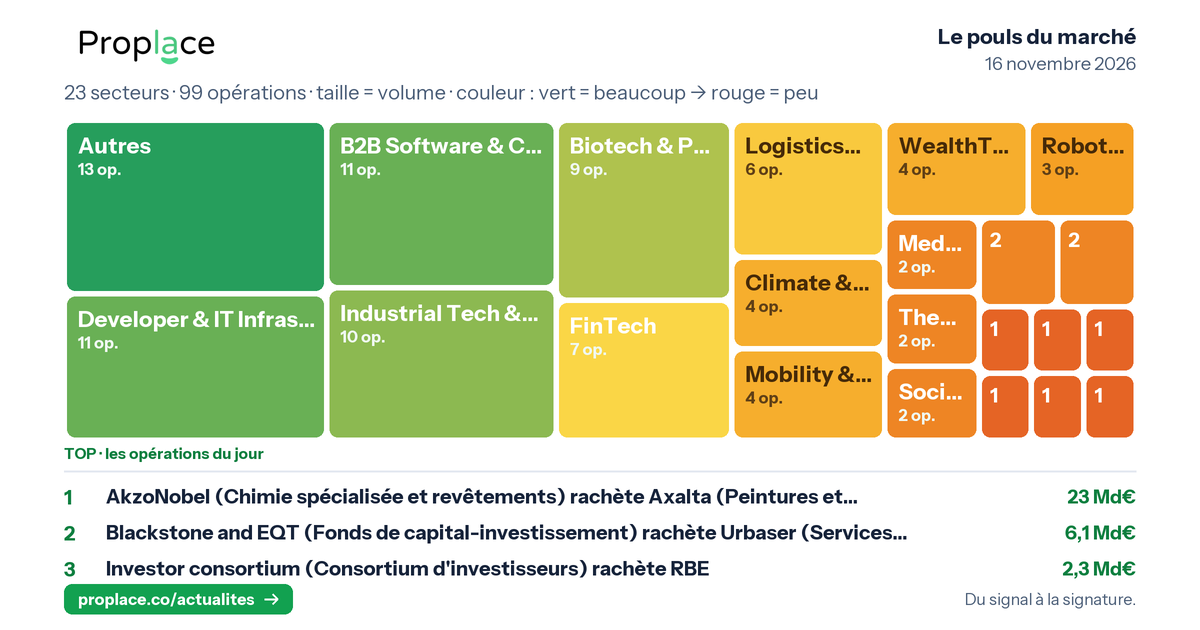 Proplace
Le pouls du marché
16 novembre 2026
23 secteurs · 99 opérations · taille = volume · couleur : vert = beaucoup → rouge = peu
Autres
13 op.
B2B Software & C...
11 op.
Biotech & P...
9 op.
Logistics...
6 op.
WealthT...
4 op.
Robot...
3 op.
Med...
2 op.
2
2
Developer & IT Infras...
11 op.
Industrial Tech &...
10 op.
FinTech
7 op.
Climate &...
4 op.
The...
2 op.
1
1
1
Mobility &...
4 op.
Soci...
2 op.
1
1
1
TOP · les opérations du jour
1 AkzoNobel (Chimie spécialisée et revêtements) rachète Axalta (Peintures et... 23 Md€
2 Blackstone and EQT (Fonds de capital-investissement) rachète Urbaser (Services... 6,1 Md€
3 Investor consortium (Consortium d'investisseurs) rachète RBE 2,3 Md€
proplace.co/actualites →
Du signal à la signature.